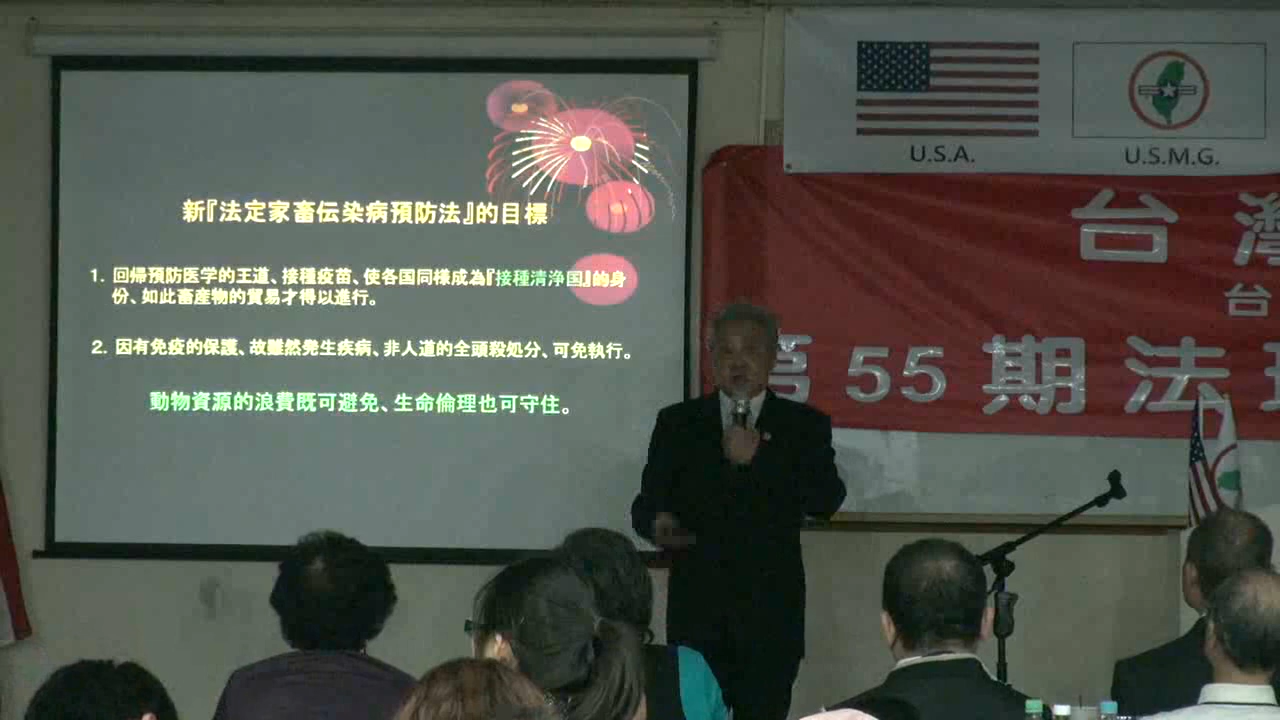 新『法定家畜伝染病預防法』的目標
1. 回帰預防医学的王道、接種疫苗、使各国同様成為『接種清浄国』的身
份、如此畜産物的貿易才得以進行。
2. 因有免疫的保護、故雖然発生疾病、非人道的全頭殺処分、可免執行。
動物資源的浪費既可避免、生命倫理也可守住。
U.S.A.
U.S.M.G.
台灣
台
第55期法理